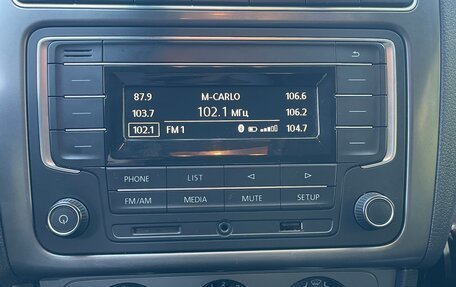 87.9 M-CARLO 106.6
103.7 102.1 МГц 106.2
102.1 FM 1 104.7
PHONE LIST
FM/AM MEDIA MUTE SETUP